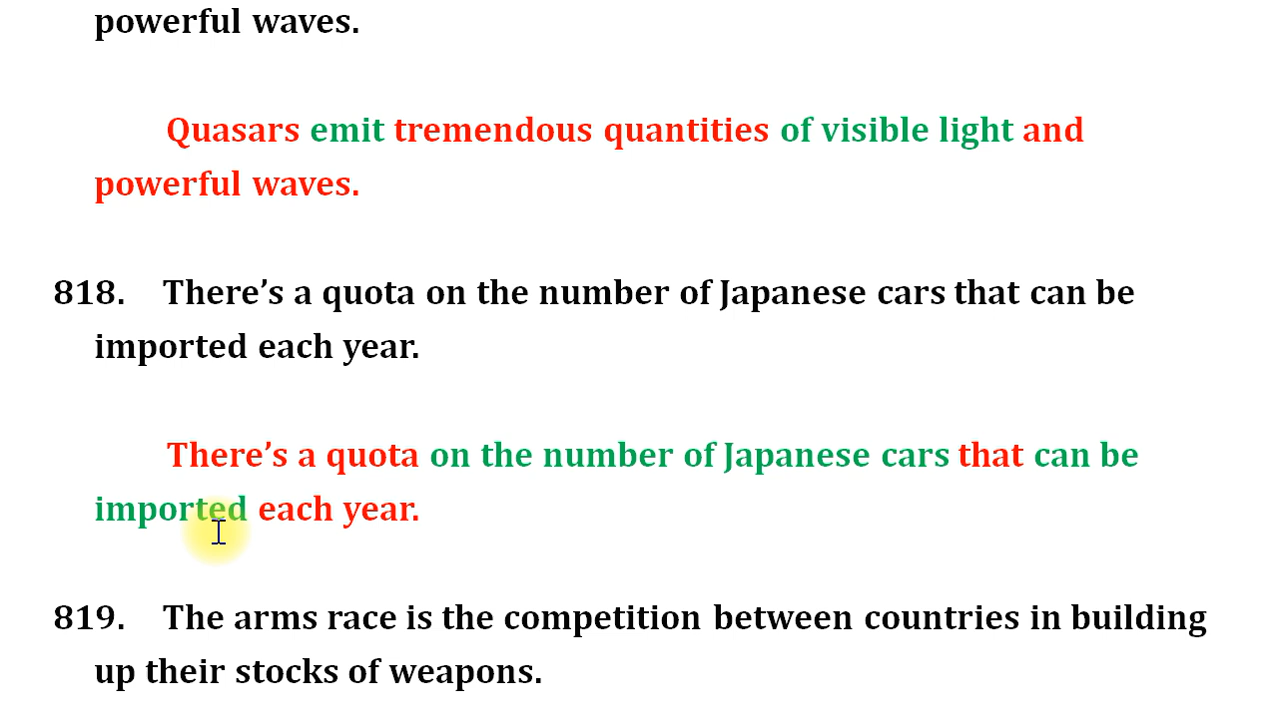 powerful waves.
Quasars emit tremendous quantities of visible light and
powerful waves.
818. There’s a quota on the number of Japanese cars that can be
imported each year.
There’s a quota on the number of Japanese cars that can be
imported each year.
819. The arms race is the competition between countries in building
up their stocks of weapons.